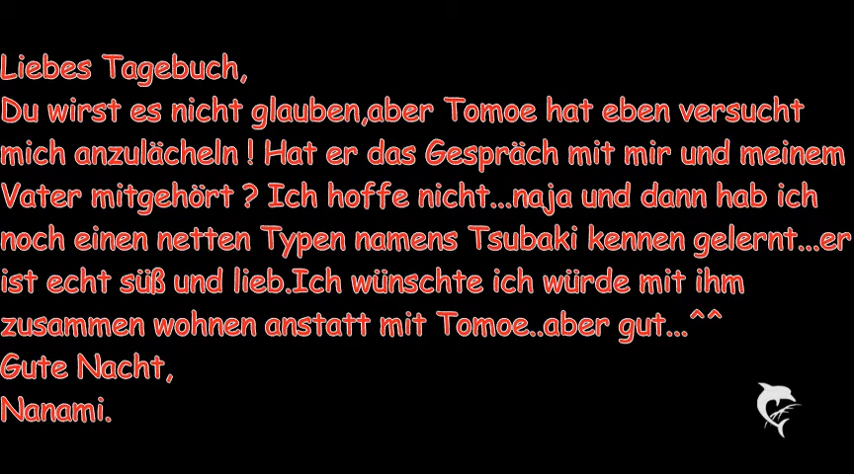 Liebes Tagebuch,
Du wirst es nicht glauben,aber Tomoe hat eben versucht
mich anzulächeln ! Hat er das Gespräch mit mir und meinem
Vater mitgehört ? Ich hoffe nicht...naja und dann hab ich
noch einen netten Typen namens Tsubaki kennen gelernt...er
ist echt süß und lieb.Ich wünschte ich würde mit ihm
zusammen wohnen anstatt mit Tomoe..aber gut...^^
Gute Nacht,
Nanami.